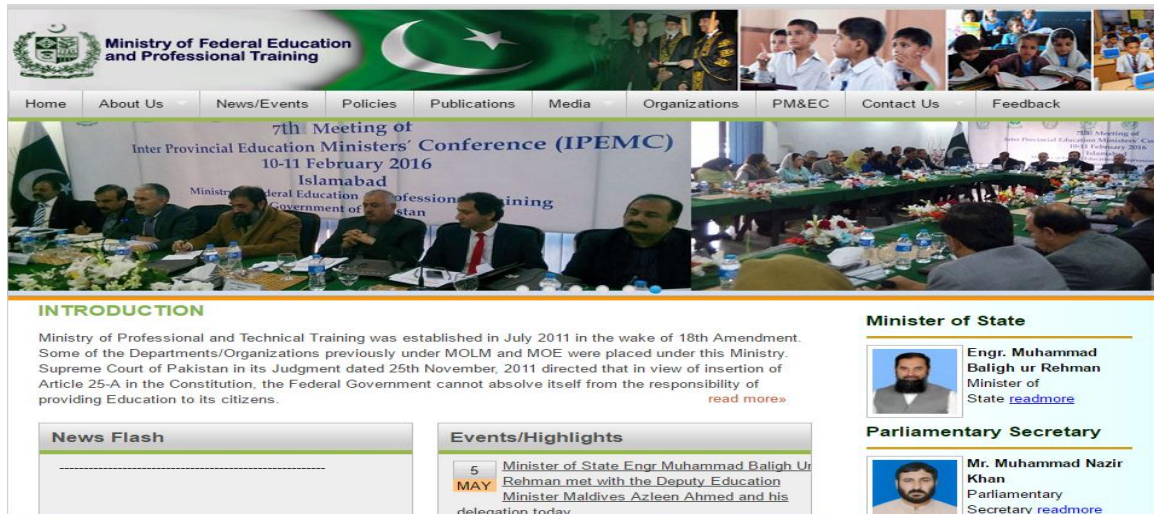 Ministry of Federal Education
and Professional Training
Home About Us News/Events Policies Publications Media Organizations PM&EC Contact Us Feedback
7th Meeting of
Inter Provincial Education Ministers' Conference (IPEMC)
10-11 February 2016
Islamabad
7th Meeting of
10-11 February 2016
INTRODUCTION
Ministry of Professional and Technical Training was established in July 2011 in the wake of 18th Amendment.
Some of the Departments/Organizations previously under MOLM and MOE were placed under this Ministry.
Supreme Court of Pakistan in its Judgment dated 25th November, 2011 directed that in view of insertion of
Article 25-A in the Constitution, the Federal Government cannot absolve itself from the responsibility of
providing Education to its citizens. read more»
News Flash
Events/Highlights
5
MAY
Minister of State Engr Muhammad Baligh Ur
Rehman met with the Deputy Education
Minister Maldives Azleen Ahmed and his
delegation today
Minister of State
Engr. Muhammad
Baligh ur Rehman
Minister of
State readmore
Parliamentary Secretary
Mr. Muhammad Nazir
Khan
Parliamentary
Secretary readmore